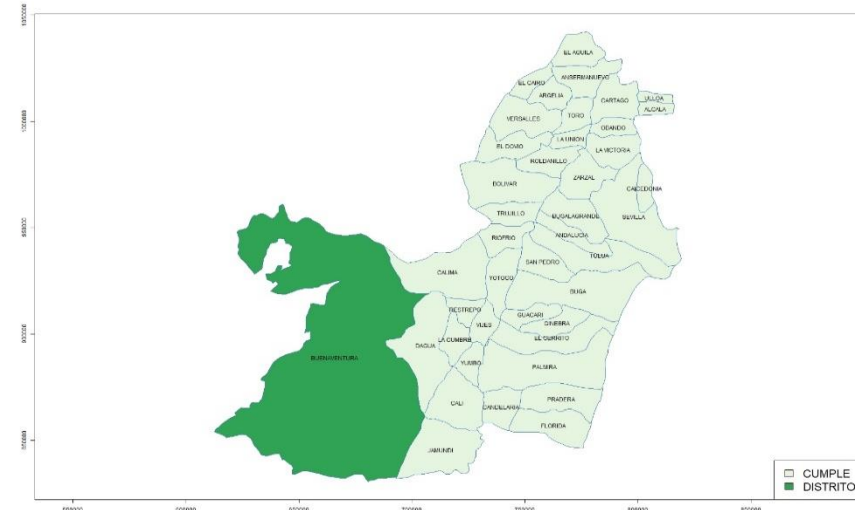 EL AGUILA
ANSERMANUEVO
EL CAIRO
ARGELIA
CARTAGO
ULLOA
ALCALA
VERSALLES
TORO
OBANDO
LA UNION
EL DOVIO
LA VICTORIA
ROLDANILLO
ZARZAL
BOLIVAR
CAICEDONIA
TRUJILLO
BUGALAGRANDE
SEVILLA
ANDALUCIA
RIOFRIO
TULUA
SAN PEDRO
CALIMA
YOTOCO
BUGA
RESTREPO
GUACARI
VIJES
GINEBRA
DAGUA
LA CUMBRE
EL CERRITO
BUENAVENTURA
YUMBO
PALMIRA
CALI
CANDELARIA
PRADERA
FLORIDA
JAMUNDI
CUMPLE
DISTRITO